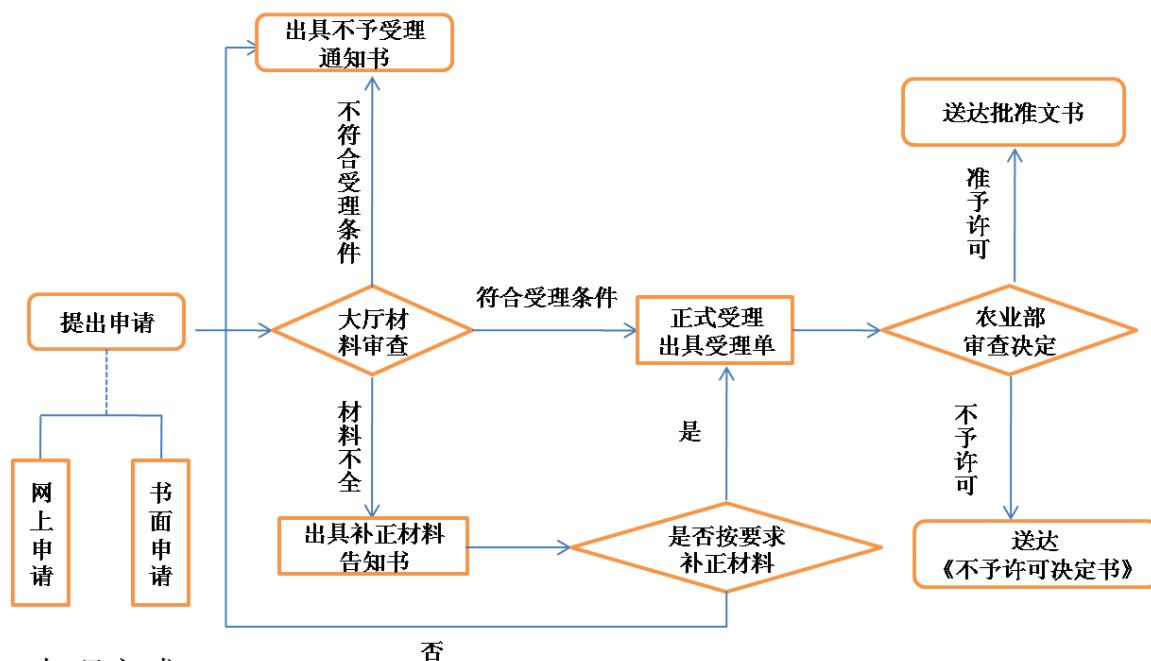 出具不予受理
通知书
送达批准文书
不符合受理条件
准予许可
提出申请
大厅材
料审查
符合受理条件
正式受理
出具受理单
农业部
审查决定
材料不全
是
不予许可
网上申请
书面申请
出具补正材料
告知书
是否按要求
补正材料
送达
《不予许可决定书》
否